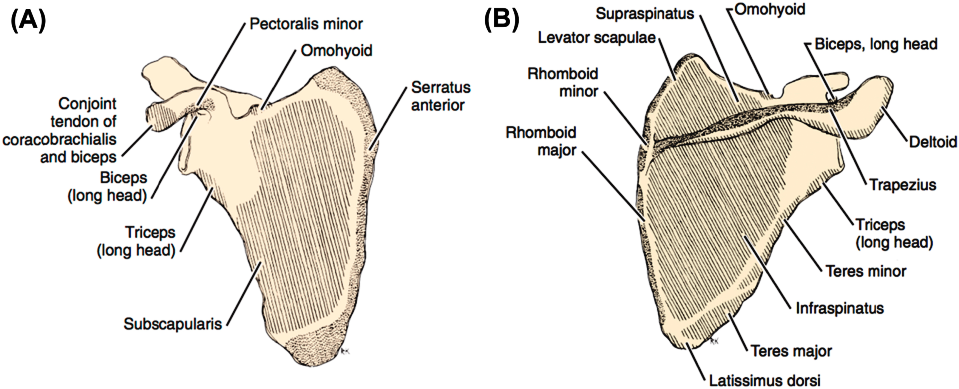 (A)
Pectoralis minor
Omohyoid
Serratus
anterior
Conjoint
tendon of
coracobrachialis
and biceps
Biceps
(long head)
Triceps
(long head)
Subscapularis
(B)
Supraspinatus
Omohyoid
Levator scapulae
Biceps, long head
Rhomboid
minor
Rhomboid
major
Deltoid
Trapezius
Triceps
(long head)
Teres minor
Infraspinatus
Teres major
Latissimus dorsi